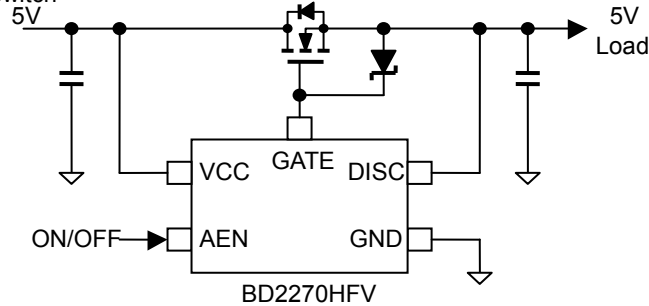 5V
5V
Load
GATE
VCC
DISC
ON/OFF
AEN
GND
BD2270HFV